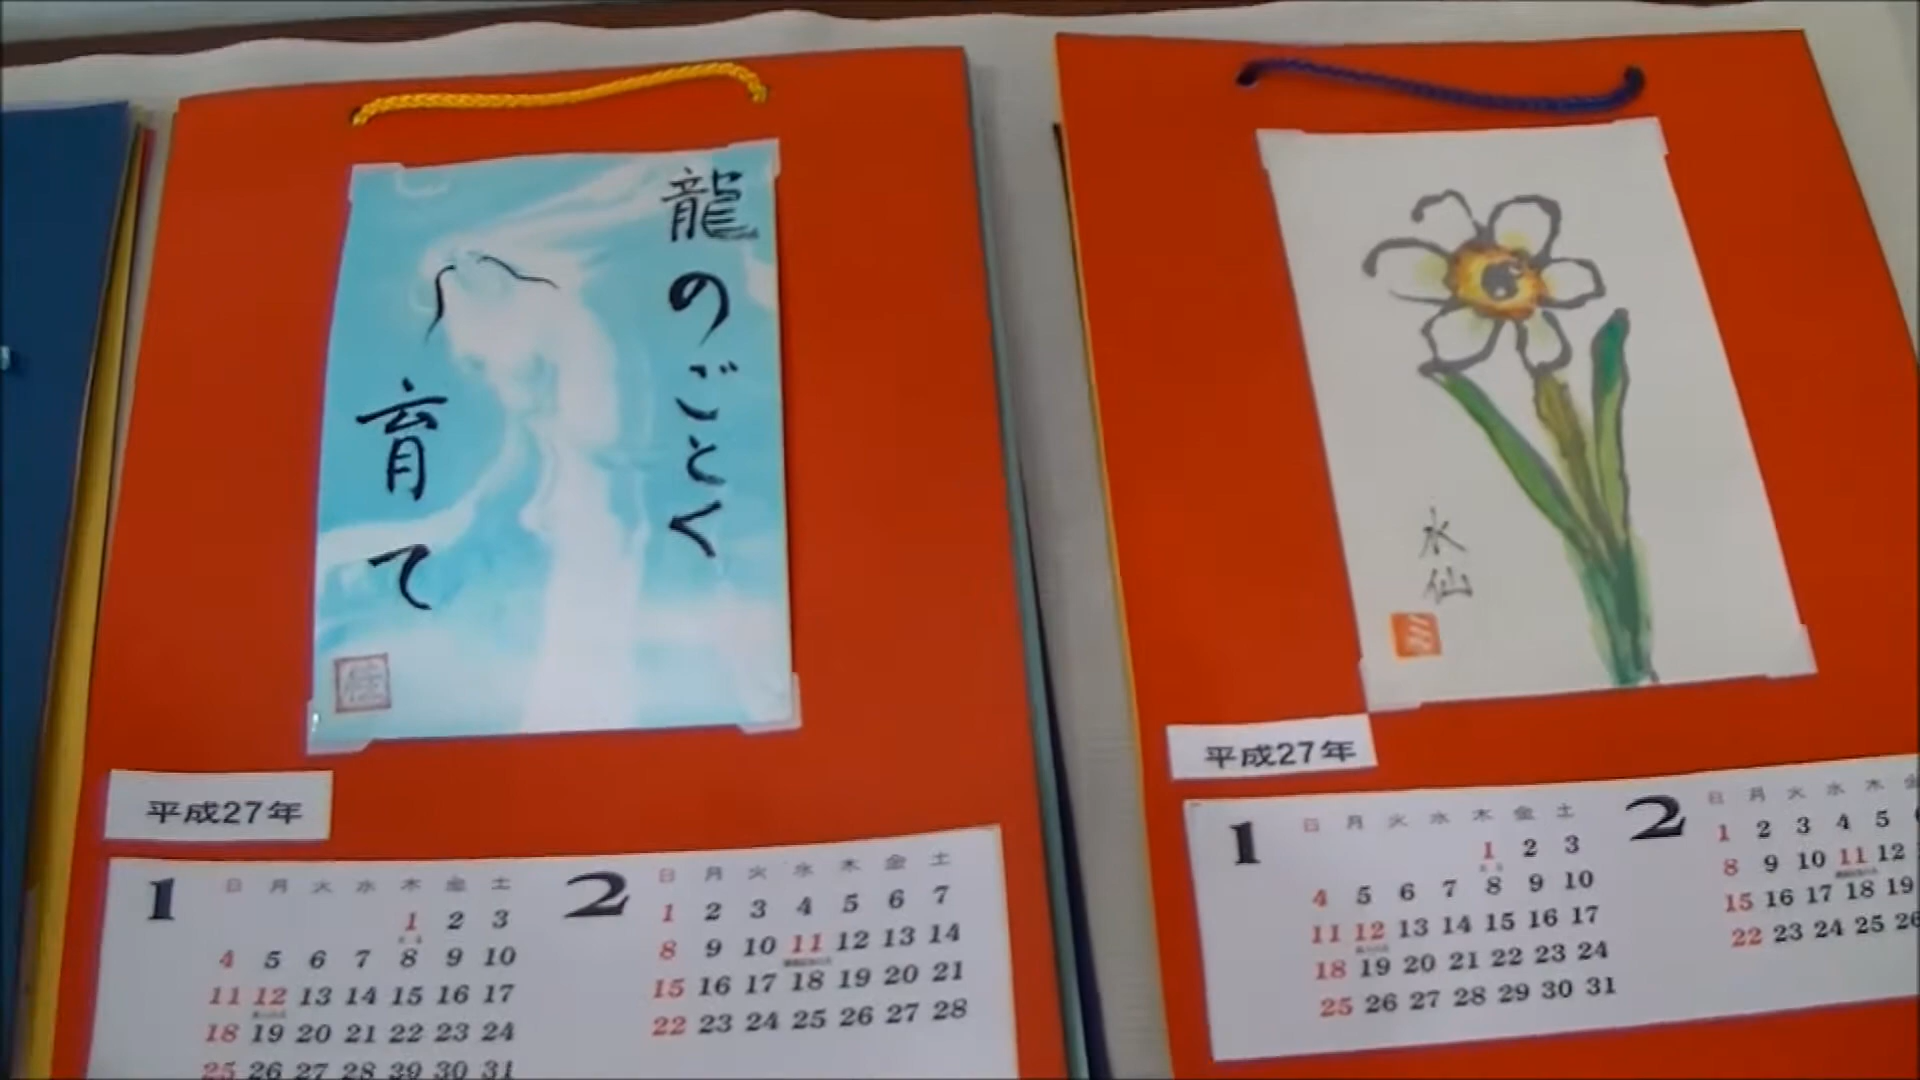 龍のごとく
育て
平成27年
1
日 月 火 水 木 金 土
1 2 3
4 5 6 7 8 9 10
11 12 13 14 15 16 17
18 19 20 21 22 23 24
25 26 27 28 29 30 31
2
日 月 火 水 木 金 土
1 2 3 4 5 6 7
8 9 10 11 12 13 14
15 16 17 18 19 20 21
22 23 24 25 26 27 28
水仙
平成27年
1
日 月 火 水 木 金 土
1 2 3
4 5 6 7 8 9 10
11 12 13 14 15 16 17
18 19 20 21 22 23 24
25 26 27 28 29 30 31
2
日 月 火 水 木 金
1 2 3 4 5
8 9 10 11 12
15 16 17 18 19
22 23 24 25 26